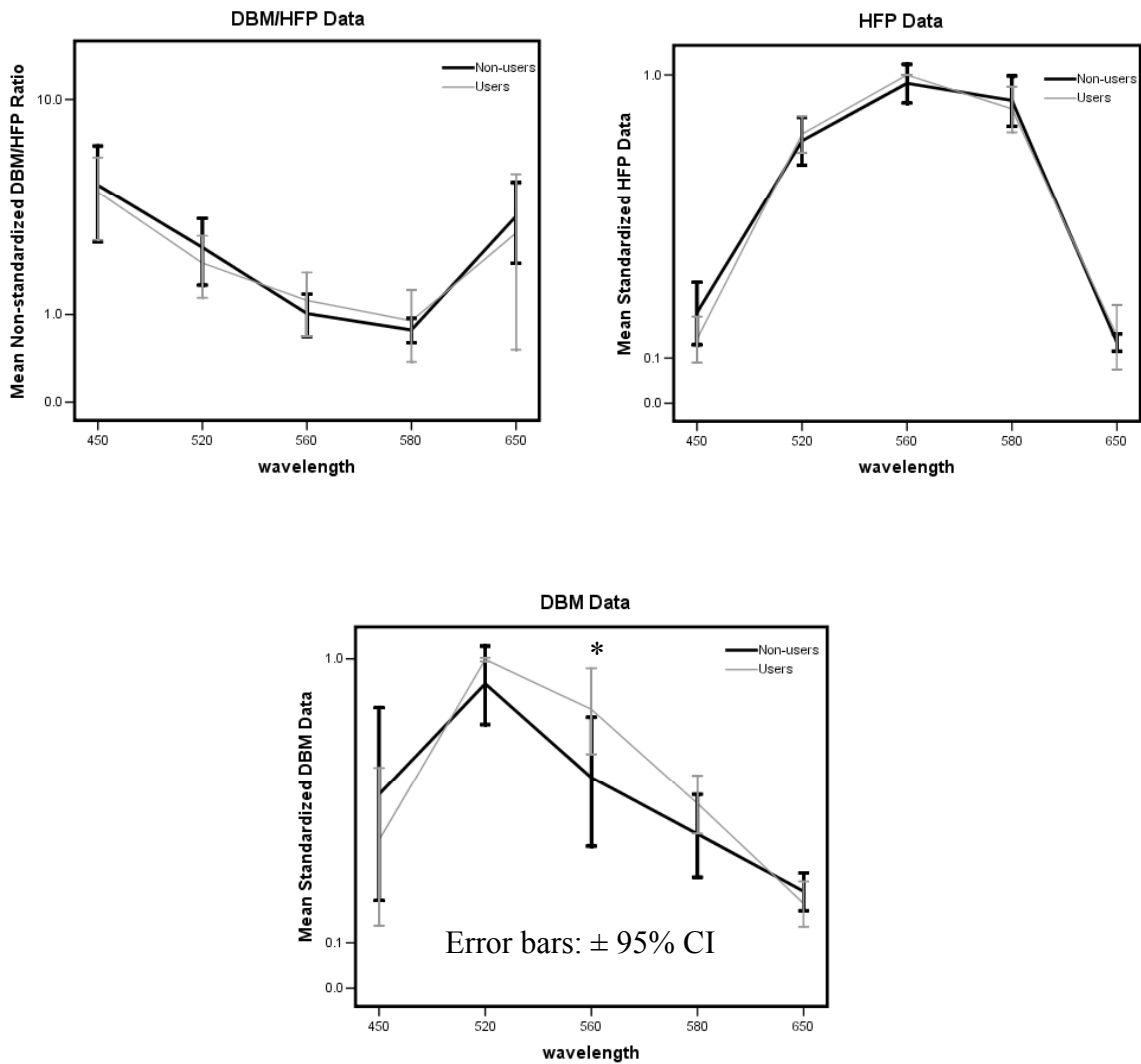 DBM/HFP Data
Mean Non-standardized DBM/HFP Ratio
10.0
1.0
0.0
Non-users
Users
450 520 560 580 650
wavelength
HFP Data
Mean Standardized HFP Data
1.0
0.1
0.0
Non-users
Users
450 520 560 580 650
wavelength
DBM Data
Mean Standardized DBM Data
1.0
0.1
0.0
*
Non-users
Users
Error bars: ± 95% CI
450 520 560 580 650
wavelength